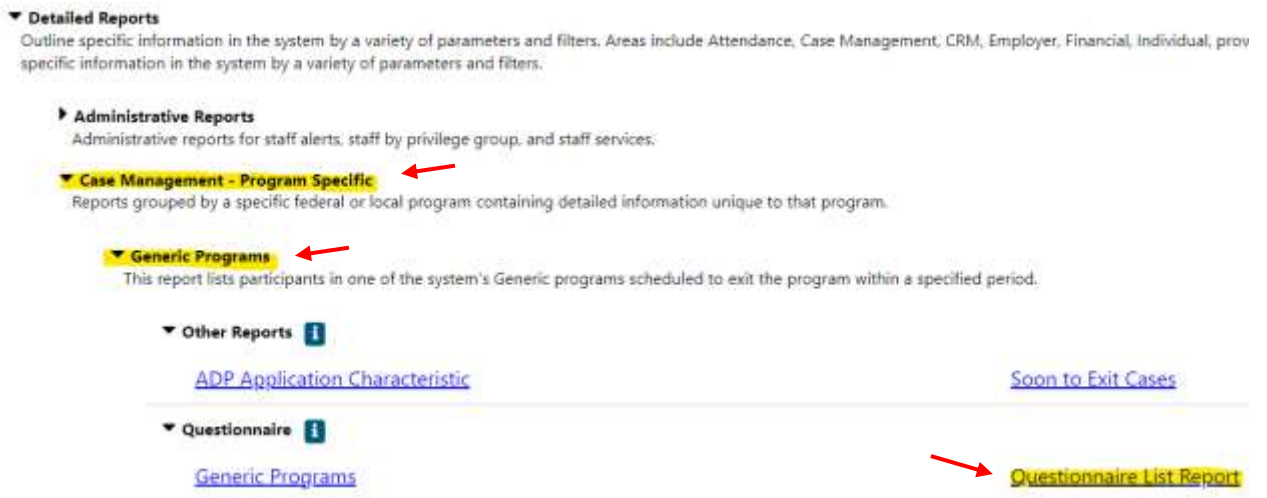 Detailed Reports
Outline specific information in the system by a variety of parameters and filters. Areas include Attendance, Case Management, CRM, Employer, Financial, Individual, prov
specific information in the system by a variety of parameters and filters.
Administrative Reports
Administrative reports for staff alerts, staff by privilege group, and staff services.
Case Management - Program Specific
Reports grouped by a specific federal or local program containing detailed information unique to that program.
Generic Programs
This report lists participants in one of the system's Generic programs scheduled to exit the program within a specified period.
Other Reports i
ADP Application Characteristic Soon to Exit Cases
Questionnaire i
Generic Programs Questionnaire List Report